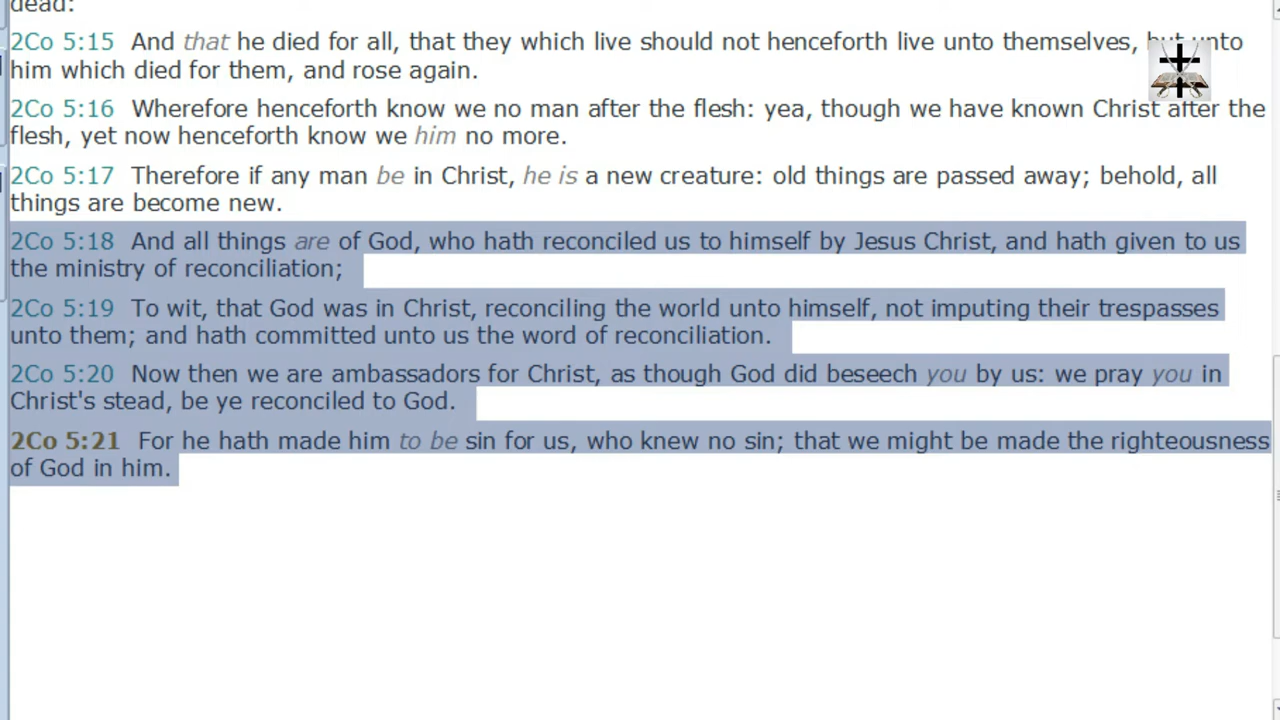 dead:
2Co 5:15 And that he died for all, that they which live should not henceforth live unto themselves, but unto
him which died for them, and rose again.
2Co 5:16 Wherefore henceforth know we no man after the flesh: yea, though we have known Christ after the
flesh, yet now henceforth know we him no more.
2Co 5:17 Therefore if any man be in Christ, he is a new creature: old things are passed away; behold, all
things are become new.
2Co 5:18 And all things are of God, who hath reconciled us to himself by Jesus Christ, and hath given to us
the ministry of reconciliation;
2Co 5:19 To wit, that God was in Christ, reconciling the world unto himself, not imputing their trespasses
unto them; and hath committed unto us the word of reconciliation.
2Co 5:20 Now then we are ambassadors for Christ, as though God did beseech you by us: we pray you in
Christ's stead, be ye reconciled to God.
2Co 5:21 For he hath made him to be sin for us, who knew no sin; that we might be made the righteousness
of God in him.